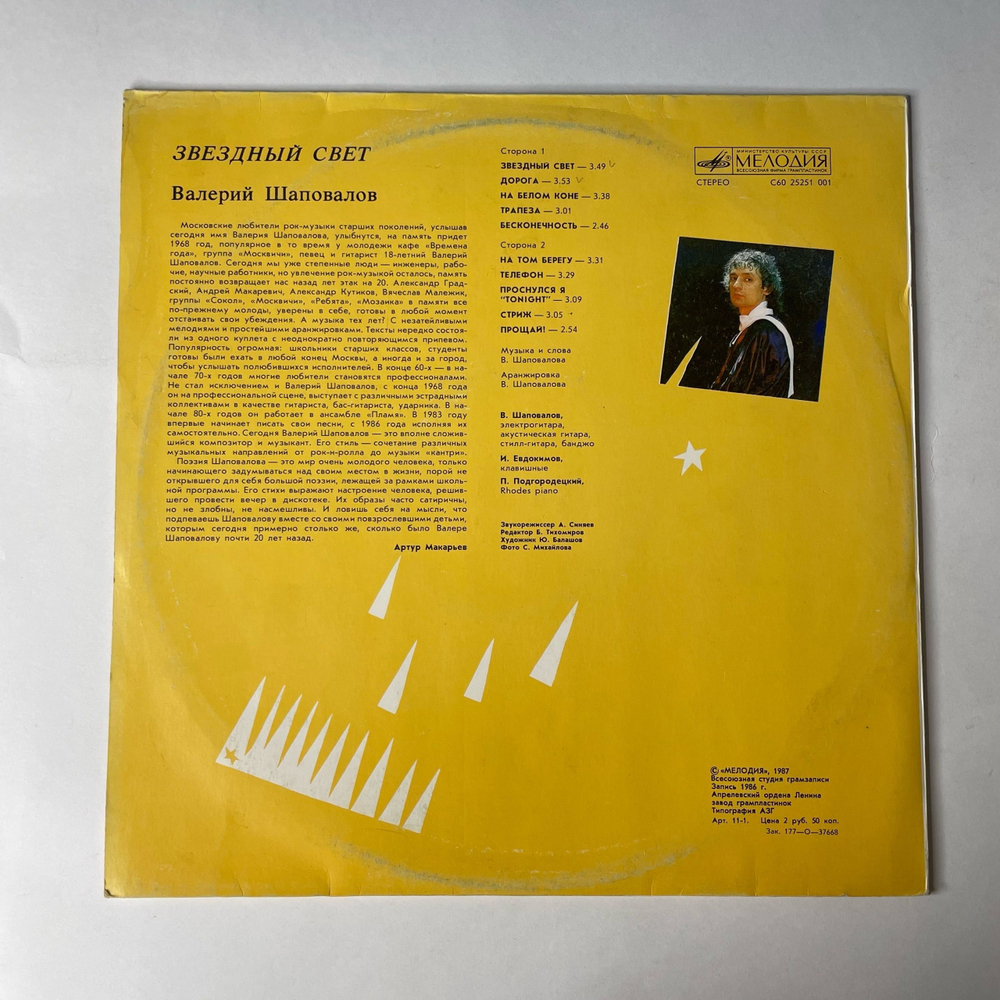 ЗВЕЗДНЫЙ СВЕТ
Валерий Шаповалов
Московские любители рок-музыки старших поколений, услышав
сегодня имя Валерия Шаповалова, улыбнутся, на память придет
1968 год, популярное в то время у молодежи кафе «Времена
года», группа «Москвичи», певец и гитарист 18-летний Валерий
Шаповалов. Сегодня мы уже степенные люди — инженеры, рабо-
чие, научные работники, но увлечение рок-музыкой осталось, память
постоянно возвращает нас назад лет этак на 20. Александр Град-
ский, Андрей Макаревич, Александр Кутиков, Вячеслав Малежик,
группы «Сокол», «Москвичи», «Ребята», «Мозаика» в памяти все
по-прежнему молоды, уверены в себе, готовы в любой момент
отстаивать свои убеждения. А музыка тех лет? С незатейливыми
мелодиями и простейшими аранжировками. Тексты нередко состоя-
ли из одного куплета с неоднократно повторяющимся припевом.
Популярность огромная: школьники старших классов, студенты
готовы были ехать в любой конец Москвы, а иногда и за город,
чтобы услышать полюбившихся исполнителей. В конце 60-х — в на-
чале 70-х годов многие любители становятся профессионалами.
Не стал исключением и Валерий Шаповалов, с конца 1968 года
он на профессиональной сцене, выступает с различными эстрадными
коллективами в качестве гитариста, бас-гитариста, ударника. В на-
чале 80-х годов он работает в ансамбле «Пламя». В 1983 году
впервые начинает писать свои песни, с 1986 года исполняя их
самостоятельно. Сегодня Валерий Шаповалов — это вполне сложив-
шийся композитор и музыкант. Его стиль — сочетание различных
музыкальных направлений от рок-н-ролла до музыки «кантри».
Поэзия Шаповалова — это мир очень молодого человека, только
начинающего задумываться над своим местом в жизни, порой не
открывшего для себя большой поэзии, лежащей за рамками школь-
ной программы. Его стихи выражают настроение человека, решив-
шего провести вечер в дискотеке. Их образы часто сатиричны,
но не злобны, не насмешливы. И ловишь себя на мысли, что
подпеваешь Шаповалову вместе со своими повзрослевшими детьми,
которым сегодня примерно столько же, сколько было Валере
Шаповалову почти 20 лет назад.
Артур Макарьев
Сторона 1
ЗВЕЗДНЫЙ СВЕТ — 3.49
ДОРОГА — 3.53
НА БЕЛОМ КОНЕ — 3.38
ТРАПЕЗА — 3.01
БЕСКОНЕЧНОСТЬ — 2.46
Сторона 2
НА ТОМ БЕРЕГУ — 3.31
ТЕЛЕФОН — 3.29
ПРОСНУЛСЯ Я
"TONIGHT" — 3.09
СТРИЖ — 3.05
ПРОЩАЙ! — 2.54
Музыка и слова
В. Шаповалова
Аранжировка
В. Шаповалова
В. Шаповалов,
электрогитара,
акустическая гитара,
стилл-гитара, банджо
И. Евдокимов,
клавишные
П. Подгородецкий,
Rhodes piano
Звукорежиссер А. Синяев
Редактор Б. Тихомиров
Художник Ю. Балашов
Фото С. Михайлова
МИНИСТЕРСТВО КУЛЬТУРЫ СССР
МЕЛОДИЯ
ВСЕСОЮЗНАЯ ФИРМА ГРАМПЛАСТИНОК
СТЕРЕО С60 25251 001
© «МЕЛОДИЯ», 1987
Всесоюзная студия грамзаписи
Запись 1986 г.
Апрелевский ордена Ленина
завод грампластинок
Типография АЗГ
Арт. 11-1. Цена 2 руб. 50 коп.
Зак. 177—О—37668